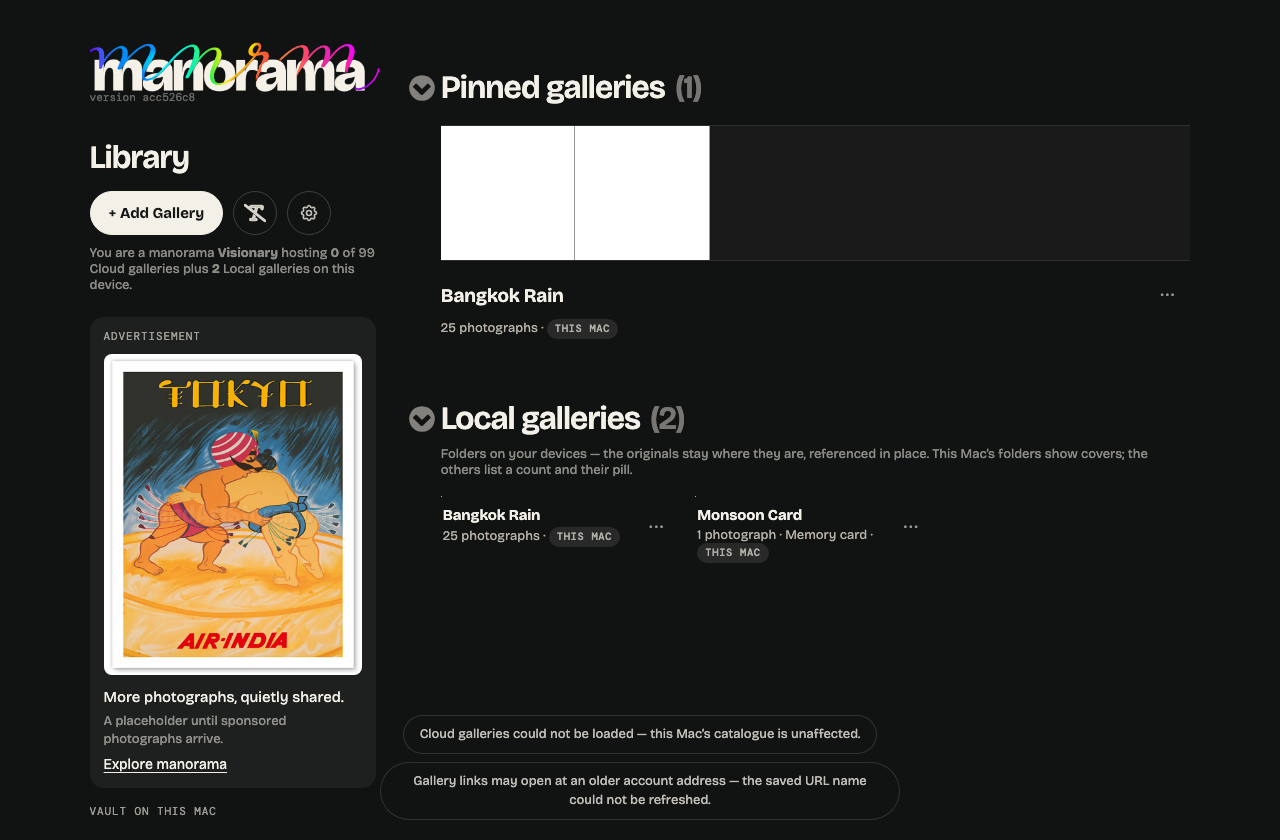 manorama
version acc526c8
Library
+ Add Gallery
You are a manorama Visionary hosting 0 of 99
Cloud galleries plus 2 Local galleries on this
device.
ADVERTISEMENT
TOKYO
AIR-INDIA
More photographs, quietly shared.
A placeholder until sponsored
photographs arrive.
Explore manorama
VAULT ON THIS MAC
Pinned galleries (1)
Bangkok Rain
25 photographs · THIS MAC
Local galleries (2)
Folders on your devices — the originals stay where they are, referenced in place. This Mac's folders show covers; the
others list a count and their pill.
Bangkok Rain
25 photographs · THIS MAC
Monsoon Card
1 photograph · Memory card ·
THIS MAC
Cloud galleries could not be loaded — this Mac's catalogue is unaffected.
Gallery links may open at an older account address — the saved URL name
could not be refreshed.